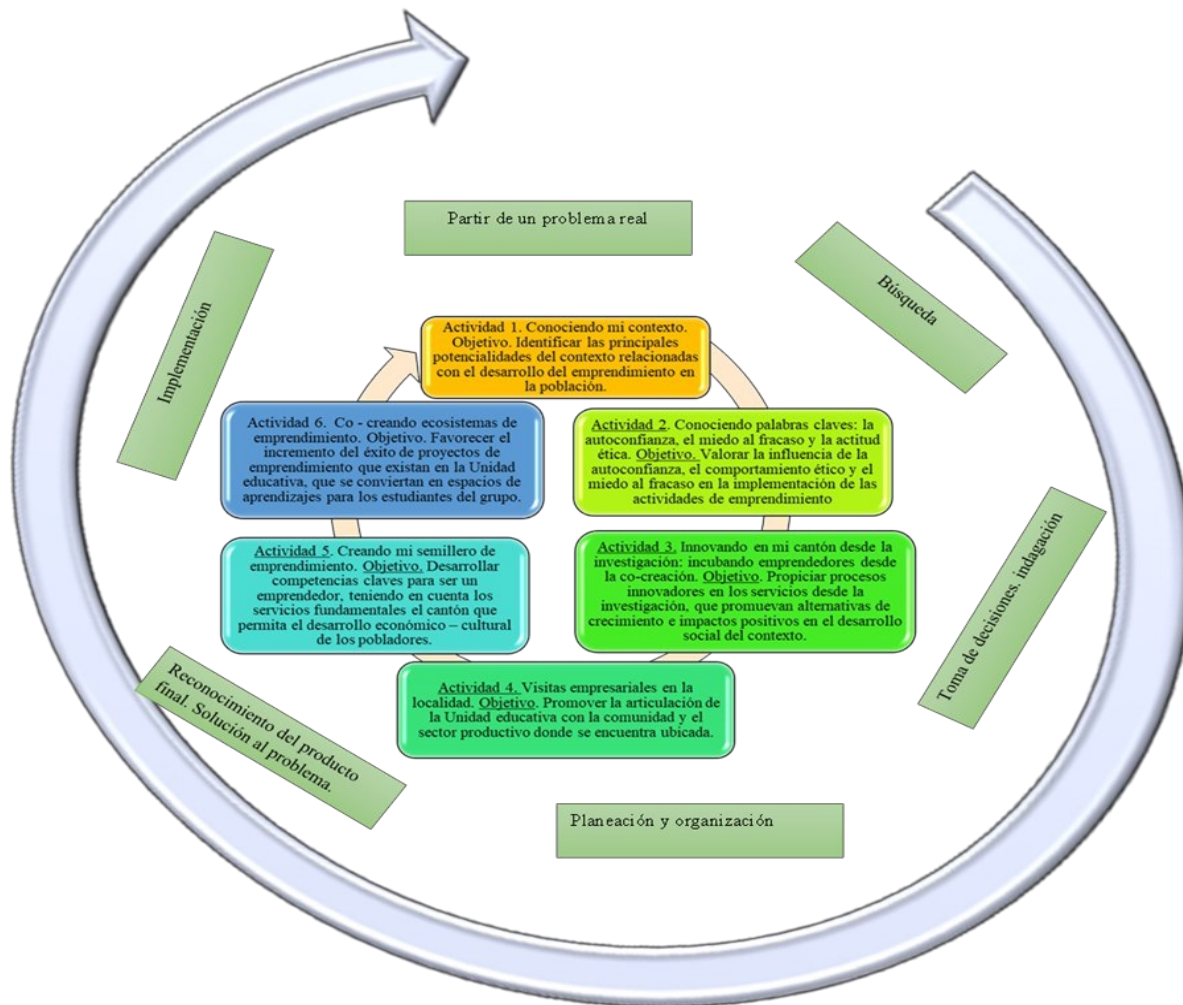 Partir de un problema real
Búsqueda
Toma de decisiones. indagación
Planeación y organización
Reconocimiento del producto
final. Solución al problema.
Implementación
Actividad 1. Conociendo mi contexto.
Objetivo. Identificar las principales
potencialidades del contexto relacionadas
con el desarrollo del emprendimiento en
la población.
Actividad 2. Conociendo palabras claves: la
autoconfianza, el miedo al fracaso y la actitud
ética. Objetivo. Valorar la influencia de la
autoconfianza, el comportamiento ético y el
miedo al fracaso en la implementación de las
actividades de emprendimiento
Actividad 3. Innovando en mi cantón desde la
investigación: incubando emprendedores desde
la co-creación. Objetivo. Propiciar procesos
innovadores en los servicios desde la
investigación, que promuevan alternativas de
crecimiento e impactos positivos en el desarrollo
social del contexto.
Actividad 4. Visitas empresariales en la
localidad. Objetivo. Promover la articulación de
la Unidad educativa con la comunidad y el
sector productivo donde se encuentra ubicada.
Actividad 5. Creando mi semillero de
emprendimiento. Objetivo. Desarrollar
competencias claves para ser un
emprendedor, teniendo en cuenta los
servicios fundamentales el cantón que
permita el desarrollo económico – cultural
de los pobladores.
Actividad 6. Co - creando ecosistemas de
emprendimiento. Objetivo. Favorecer el
incremento del éxito de proyectos de
emprendimiento que existan en la Unidad
educativa, que se conviertan en espacios de
aprendizajes para los estudiantes del grupo.